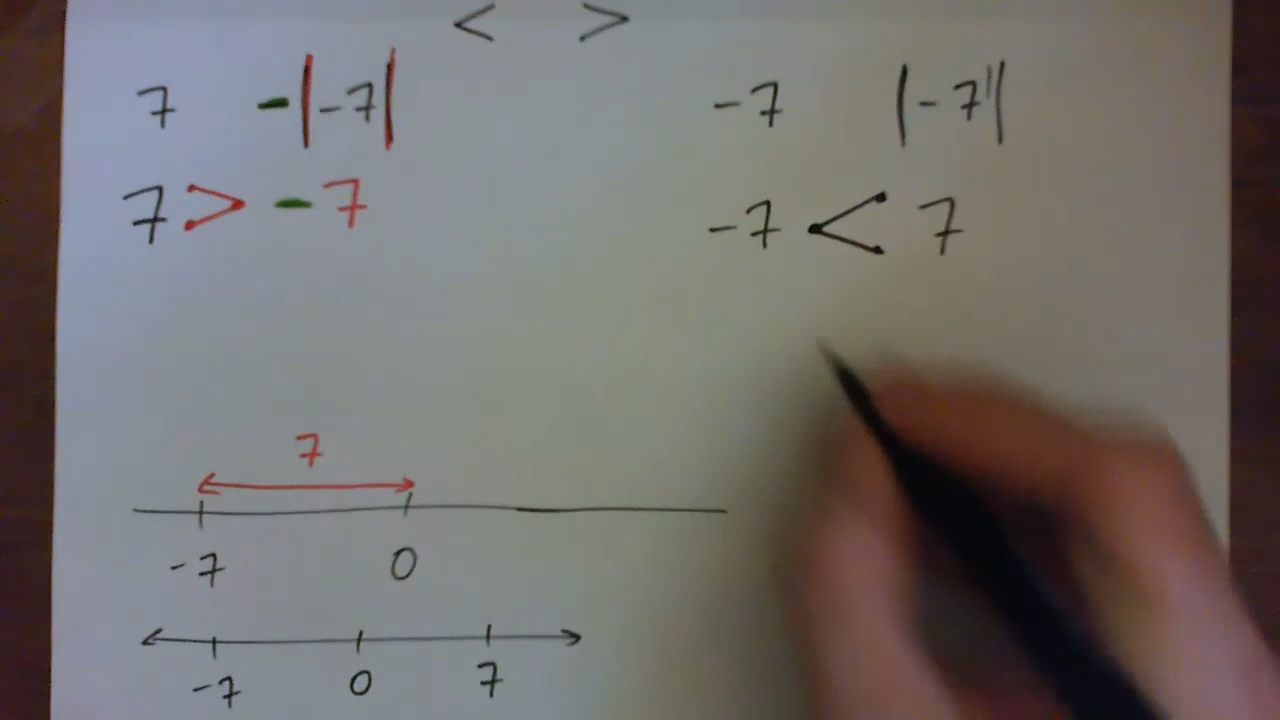 < >
7 -|-7| -7 |-7|
7 > -7 -7 < 7
7
-7 0
-7 0 7